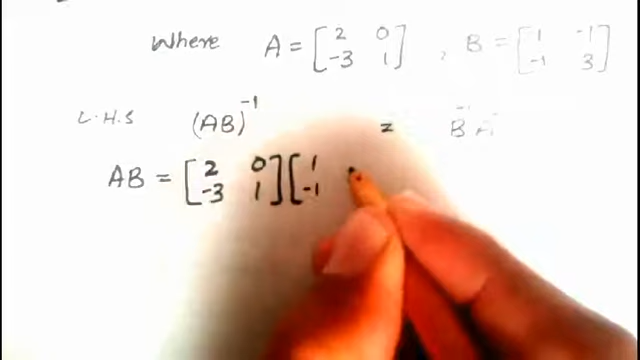 Where A = [2 0 -3 1] , B = [1 -1 -1 3]
L.H.S (AB)⁻¹ = B⁻¹ A⁻¹
AB = [2 0 -3 1] [1 -1